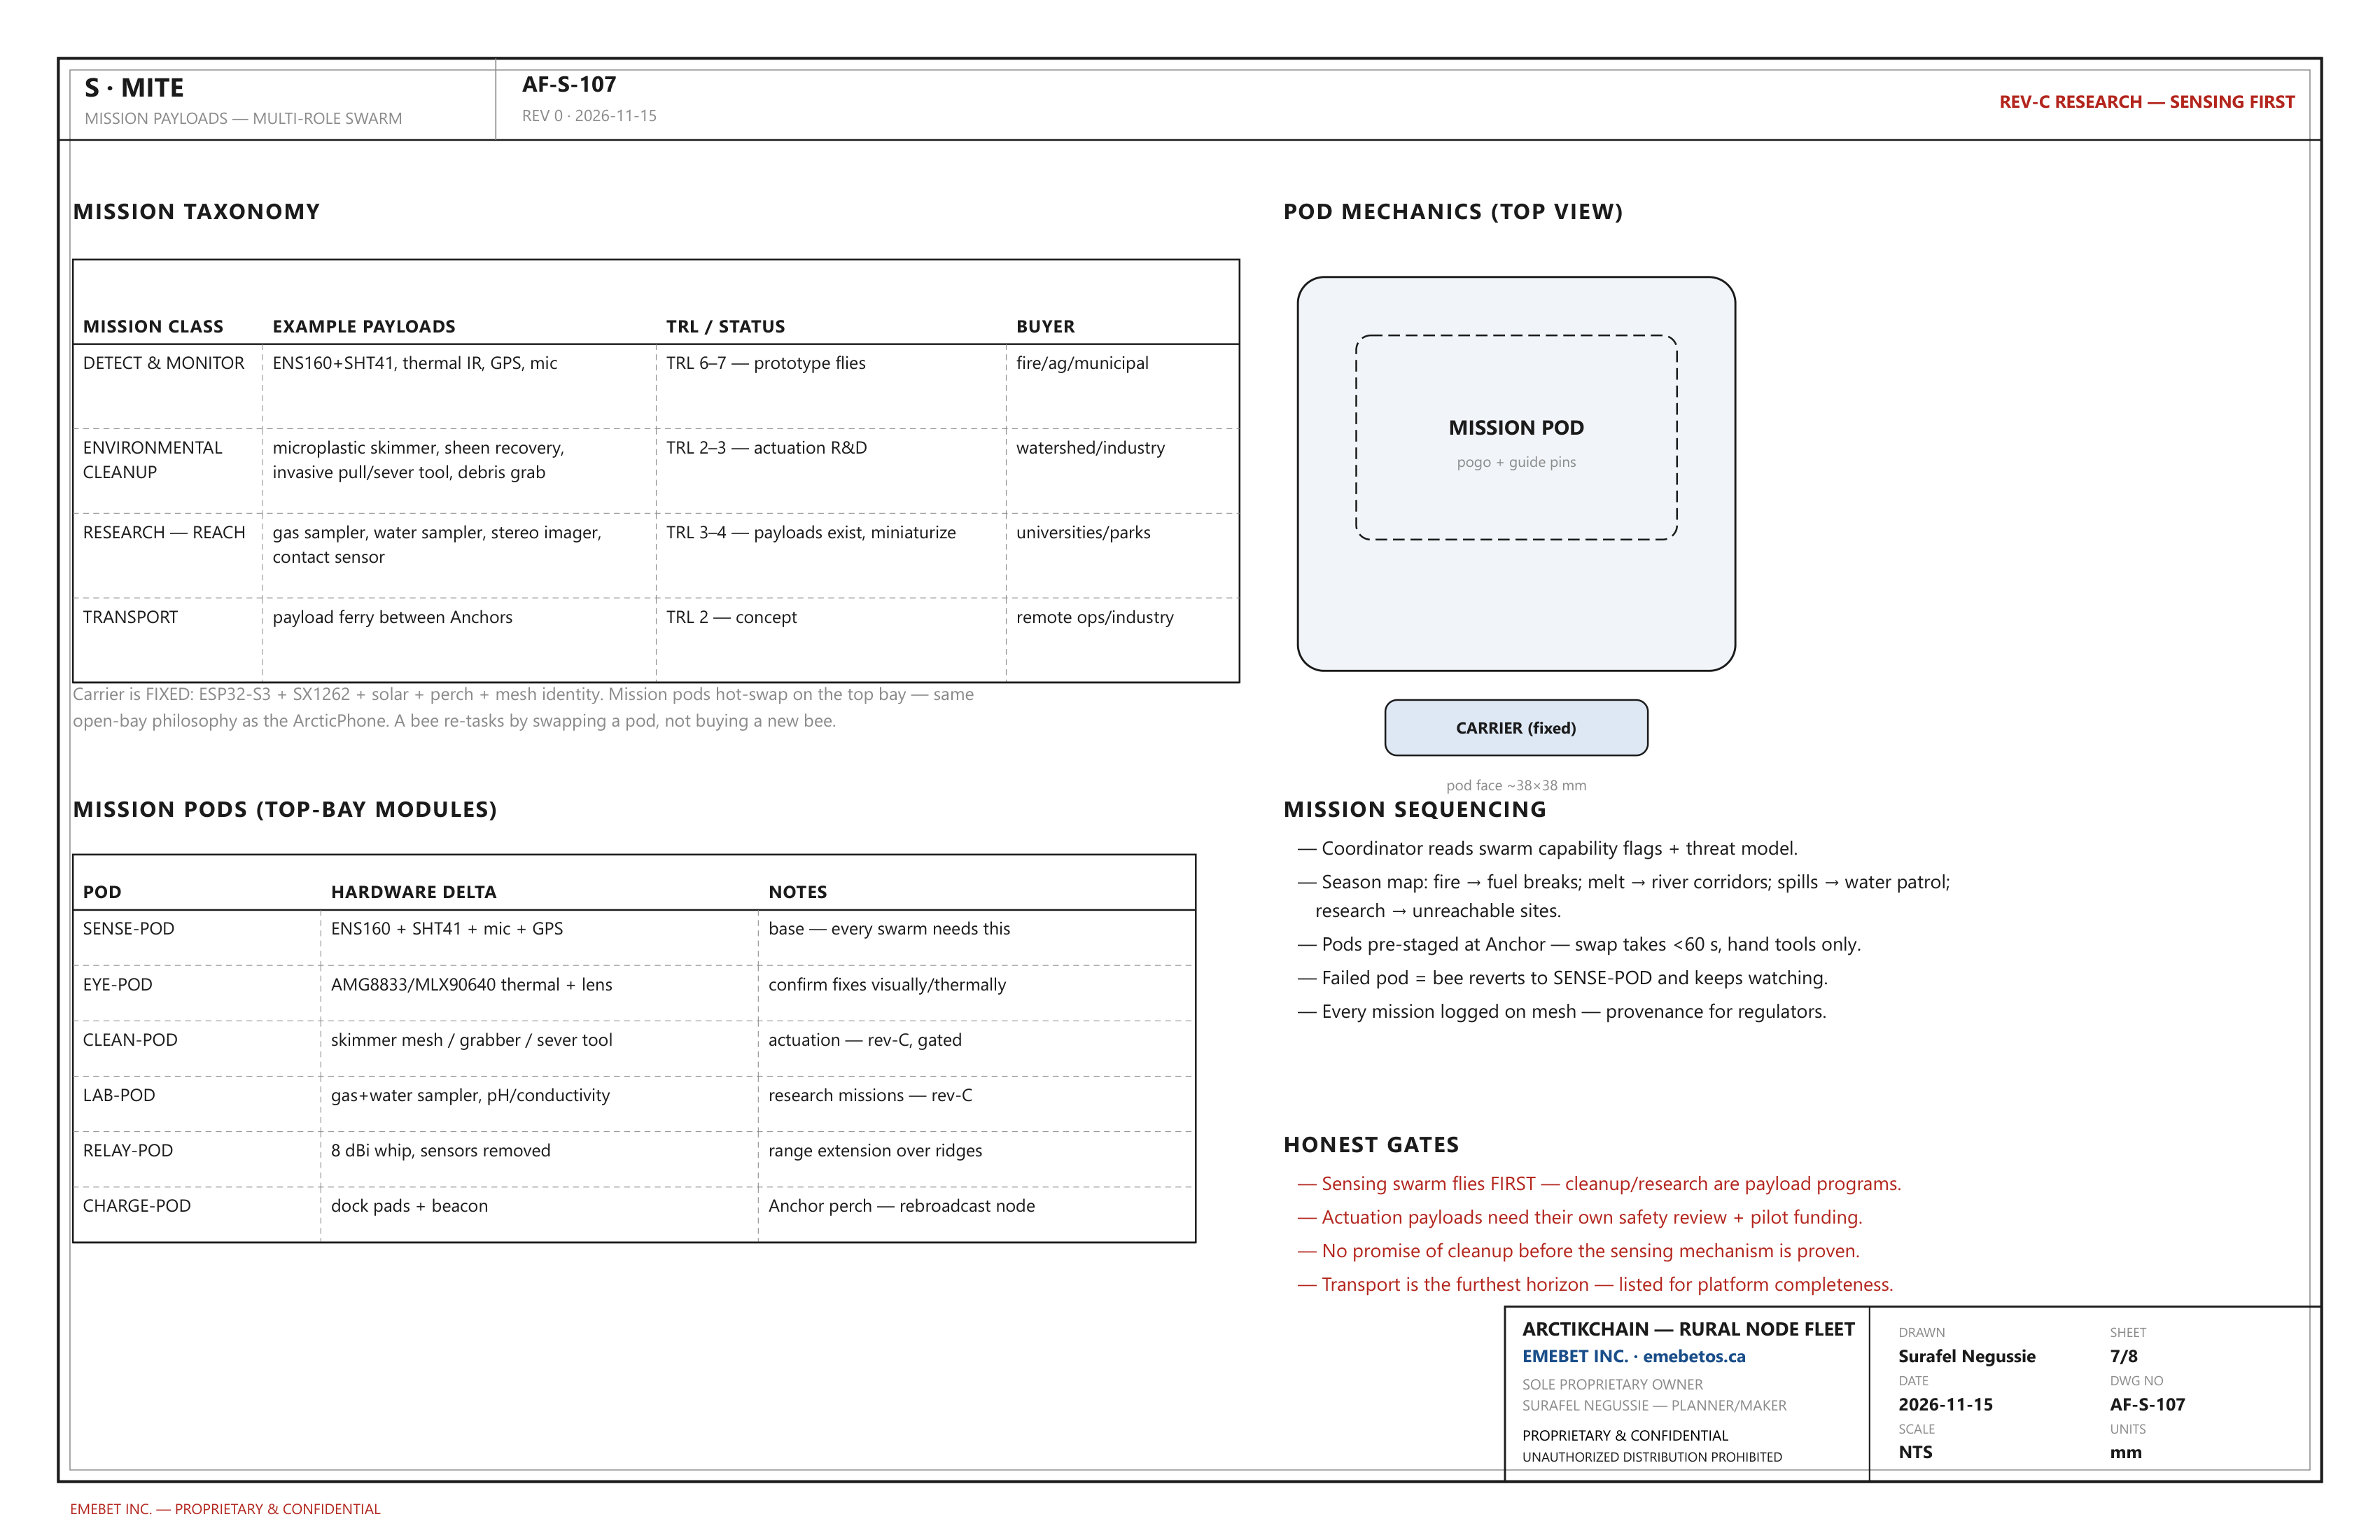 S · MITE
MISSION PAYLOADS — MULTI-ROLE SWARM
AF-S-107
REV 0 · 2026-11-15
REV-C RESEARCH — SENSING FIRST
MISSION TAXONOMY
MISSION CLASS EXAMPLE PAYLOADS TRL / STATUS BUYER
DETECT & MONITOR ENS160+SHT41, thermal IR, GPS, mic TRL 6–7 — prototype flies fire/ag/municipal
ENVIRONMENTAL microplastic skimmer, sheen recovery, TRL 2–3 — actuation R&D watershed/industry
CLEANUP invasive pull/sever tool, debris grab
RESEARCH — REACH gas sampler, water sampler, stereo imager, TRL 3–4 — payloads exist, miniaturize universities/parks
contact sensor
TRANSPORT payload ferry between Anchors TRL 2 — concept remote ops/industry
Carrier is FIXED: ESP32-S3 + SX1262 + solar + perch + mesh identity. Mission pods hot-swap on the top bay — same
open-bay philosophy as the ArcticPhone. A bee re-tasks by swapping a pod, not buying a new bee.
POD MECHANICS (TOP VIEW)
MISSION POD
pogo + guide pins
CARRIER (fixed)
pod face ~38×38 mm
MISSION PODS (TOP-BAY MODULES)
POD HARDWARE DELTA NOTES
SENSE-POD ENS160 + SHT41 + mic + GPS base — every swarm needs this
EYE-POD AMG8833/MLX90640 thermal + lens confirm fixes visually/thermally
CLEAN-POD skimmer mesh / grabber / sever tool actuation — rev-C, gated
LAB-POD gas+water sampler, pH/conductivity research missions — rev-C
RELAY-POD 8 dBi whip, sensors removed range extension over ridges
CHARGE-POD dock pads + beacon Anchor perch — rebroadcast node
MISSION SEQUENCING
— Coordinator reads swarm capability flags + threat model.
— Season map: fire → fuel breaks; melt → river corridors; spills → water patrol;
research → unreachable sites.
— Pods pre-staged at Anchor — swap takes <60 s, hand tools only.
— Failed pod = bee reverts to SENSE-POD and keeps watching.
— Every mission logged on mesh — provenance for regulators.
HONEST GATES
— Sensing swarm flies FIRST — cleanup/research are payload programs.
— Actuation payloads need their own safety review + pilot funding.
— No promise of cleanup before the sensing mechanism is proven.
— Transport is the furthest horizon — listed for platform completeness.
ARCTIKCHAIN — RURAL NODE FLEET
EMEBET INC. · emebetos.ca
SOLE PROPRIETARY OWNER
SURAFEL NEGUSSIE — PLANNER/MAKER
PROPRIETARY & CONFIDENTIAL
UNAUTHORIZED DISTRIBUTION PROHIBITED
DRAWN SHEET
Surafel Negussie 7/8
DATE DWG NO
2026-11-15 AF-S-107
SCALE UNITS
NTS mm
EMEBET INC. — PROPRIETARY & CONFIDENTIAL